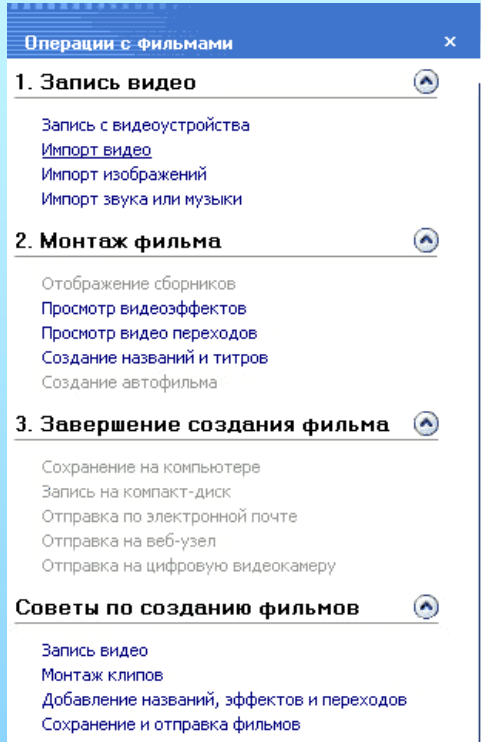 Операции с фильмами
1. Запись видео
Запись с видеоустройства
Импорт видео
Импорт изображений
Импорт звука или музыки
2. Монтаж фильма
Отображение сборников
Просмотр видеоэффектов
Просмотр видео переходов
Создание названий и титров
Создание автофильма
3. Завершение создания фильма
Сохранение на компьютере
Запись на компакт-диск
Отправка по электронной почте
Отправка на веб-узел
Отправка на цифровую видеокамеру
Советы по созданию фильмов
Запись видео
Монтаж клипов
Добавление названий, эффектов и переходов
Сохранение и отправка фильмов